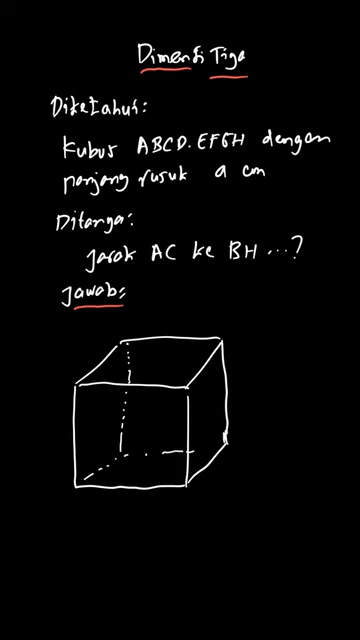 Dimensi Tiga
Diketahui:
Kubus ABCD.EFGH dengan
panjang rusuk a cm
Ditanya:
Jarak AC ke BH ...?
Jawab: